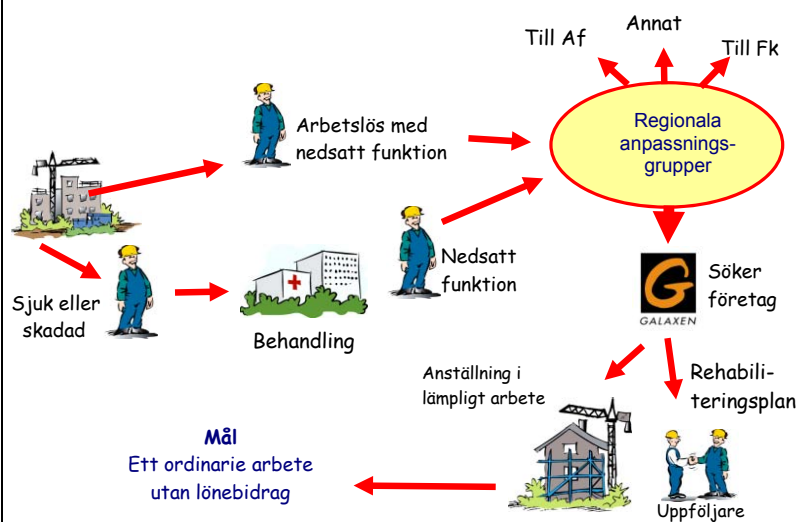 Till Af
Annat
Till Fk
Regionala
anpassnings-
grupper
Arbetslös med
nedsatt funktion
Nedsatt
funktion
Sjuk eller
skadad
Behandling
G
GALAXEN
Söker
företag
Anställning i
lämpligt arbete
Rehabili-
teringsplan
Mål
Ett ordinarie arbete
utan lönebidrag
Uppföljare